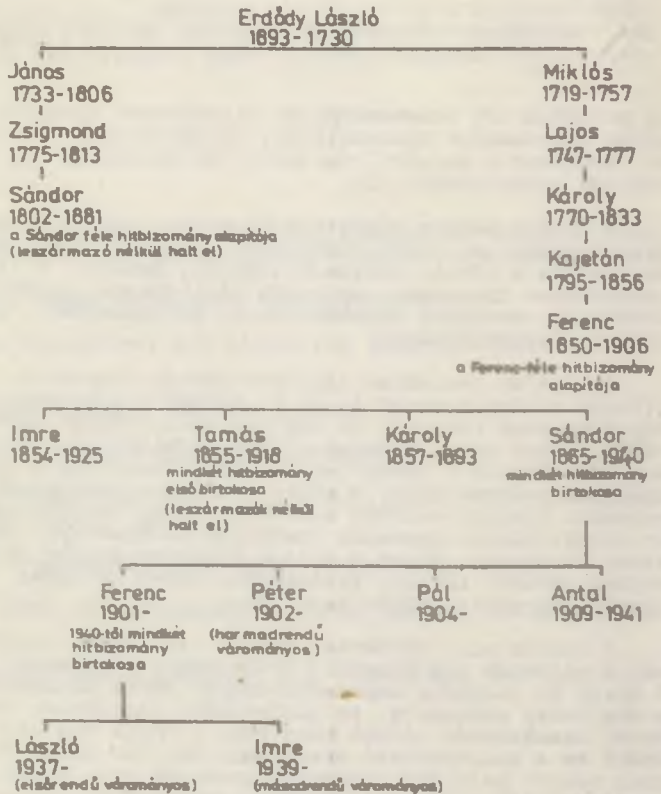 Erdődy László
1893-1730
János
1733-1806
Miklós
1719-1757
Zsigmond
1775-1813
Lajos
1747-1777
Sándor
1802-1881
a Sándor féle hitbizomány alapítója
(leszármazó nélkül halt el)
Károly
1770-1833
Kajetán
1795-1856
Ferenc
1850-1906
a Ferenc-féle hitbizomány
alapítója
Imre
1854-1925
Tamás
1855-1918
mindkét hitbizomány
első birtokosa
(leszármazók nélkül
halt el)
Károly
1857-1893
Sándor
1865-1940
mindkét hitbizomány
birtokosa
Ferenc
1901-
1940-től mindkét
hitbizomány
birtokosa
Péter
1902-
(harmadrendű
várományos)
Pál
1904-
Antal
1909-1941
László
1937-
(elsőrendű várományos)
Imre
1939-
(másodrendű várományos)